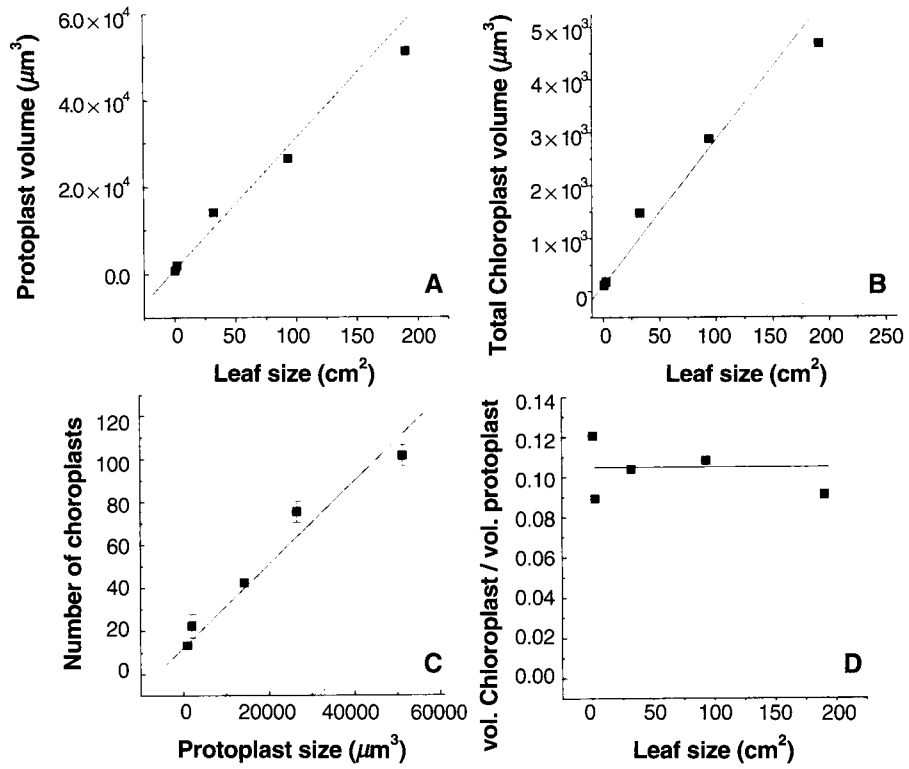 Protoplast volume (μm³)
6.0×10⁴
4.0×10⁴
2.0×10⁴
0.0
A
0 50 100 150 200
Leaf size (cm²)
Total Chloroplast volume (μm³)
5×10³
3×10³
1×10³
0
B
0 50 100 150 200 250
Leaf size (cm²)
Number of choroplasts
120
100
80
60
40
20
0
C
0 20000 40000 60000
Protoplast size (μm³)
vol. Chloroplast / vol. protoplast
0.14
0.12
0.10
0.08
0.06
0.04
0.02
0.00
D
0 50 100 150 200
Leaf size (cm²)